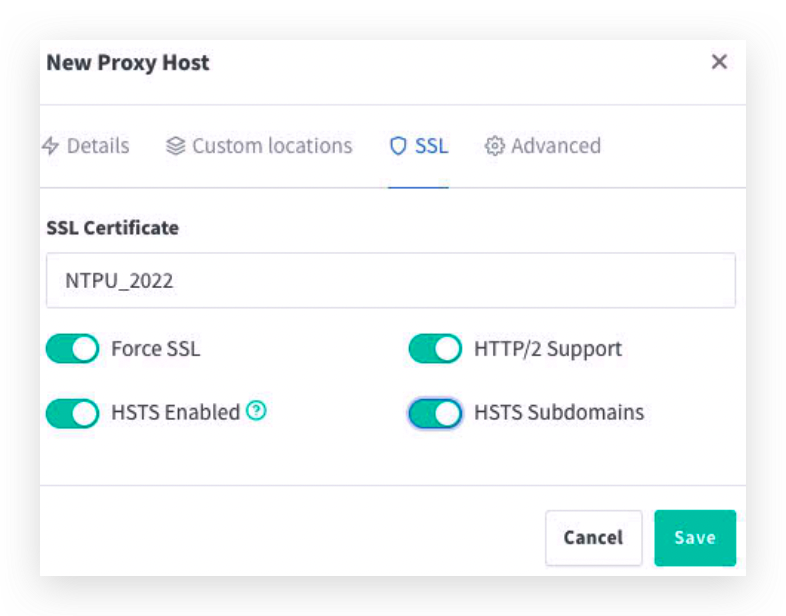 New Proxy Host
Details Custom locations SSL Advanced
SSL Certificate
NTPU_2022
Force SSL HTTP/2 Support
HSTS Enabled HSTS Subdomains
Cancel Save